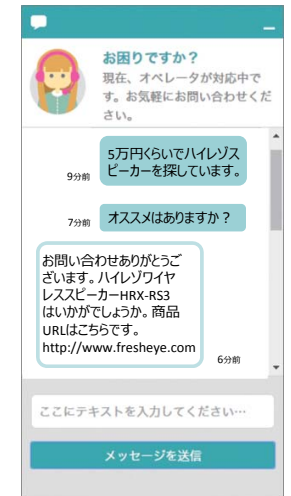 お困りですか？
現在、オペレータが対応中で
す。お気軽にお問い合わせくだ
さい。
5万円くらいでハイレゾス
ピーカーを探しています。
9分前
オススメはありますか？
7分前
お問い合わせありがとうご
ざいます。ハイレゾワイヤ
レススピーカーHRX-RS3
はいかがでしょうか。商品
URLはこちらです。
http://www.fresheye.com
6分前
ここにテキストを入力してください…
メッセージを送信